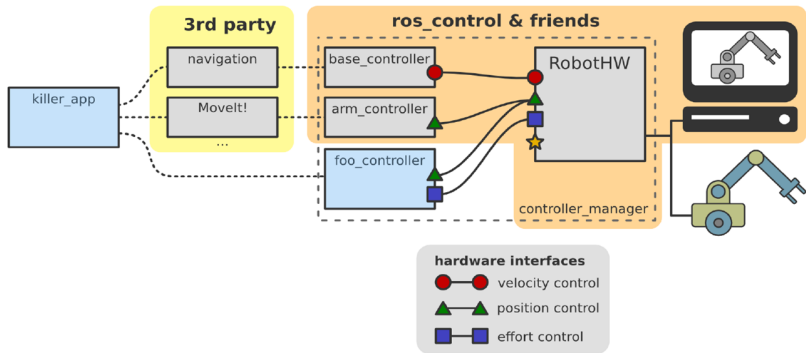 3rd party
ros_control & friends
navigation
base_controller
RobotHW
killer_app
MoveIt!
arm_controller
...
foo_controller
controller_manager
hardware interfaces
velocity control
position control
effort control